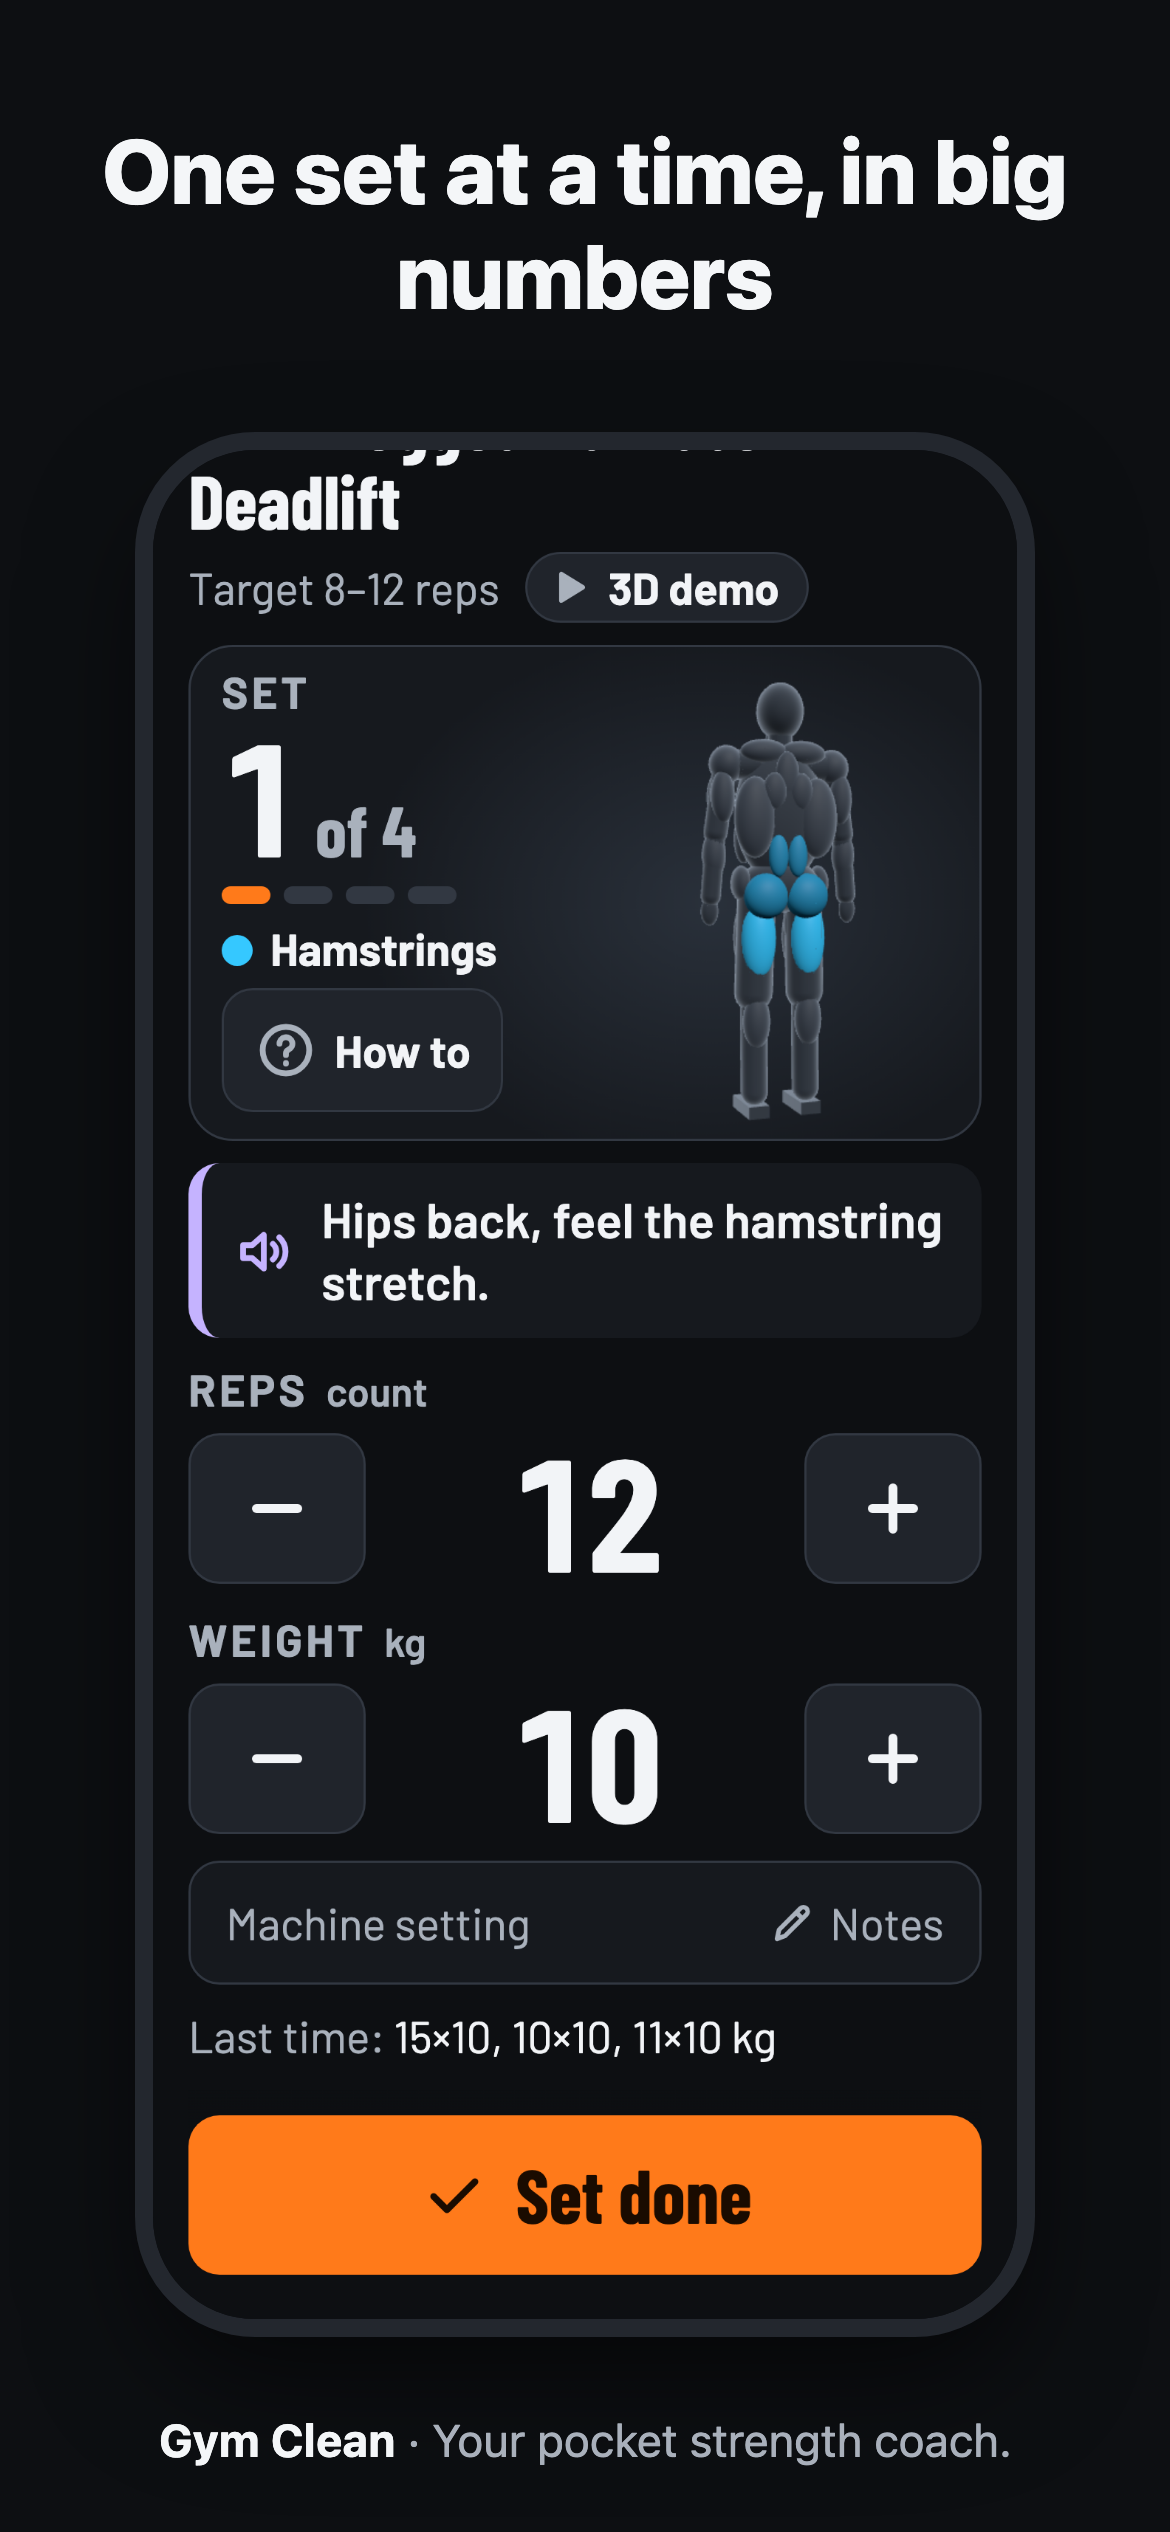 One set at a time, in big
numbers
Deadlift
Target 8–12 reps
3D demo
SET
1 of 4
Hamstrings
How to
Hips back, feel the hamstring
stretch.
REPS count
12
WEIGHT kg
10
Machine setting
Notes
Last time: 15×10, 10×10, 11×10 kg
Set done
Gym Clean · Your pocket strength coach.